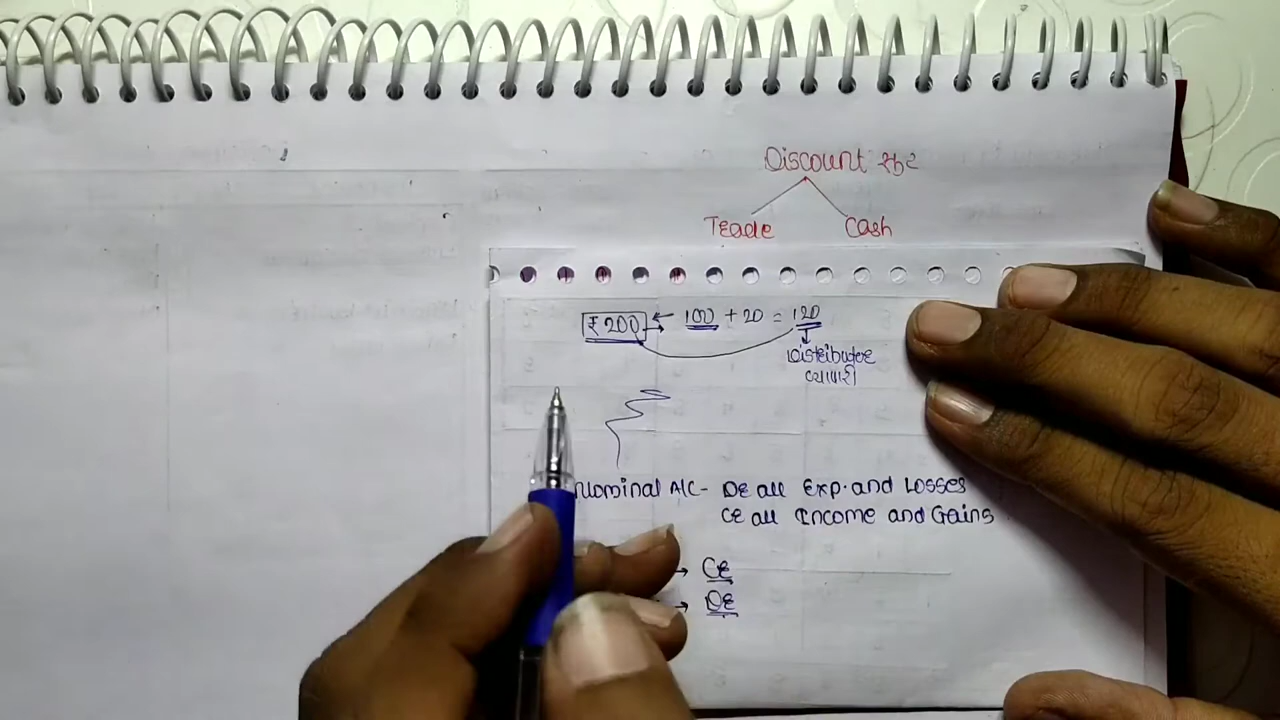 Discount છૂટ
Trade Cash
₹ 200 100 + 20 = 120
Distributor
વ્યાપારી
Nominal A/C - DR all Exp. and Losses
CR all Income and Gains
→ CR
→ DR